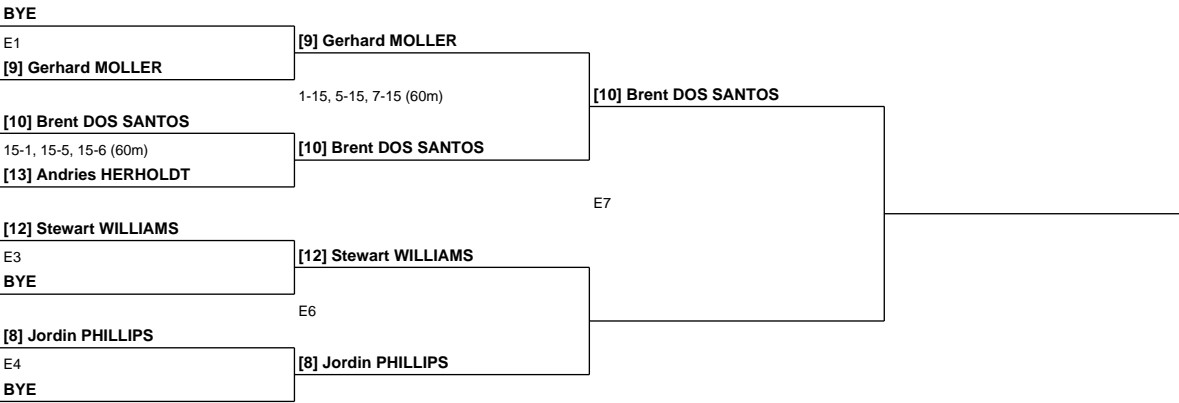 BYE
E1
[9] Gerhard MOLLER
[9] Gerhard MOLLER
1-15, 5-15, 7-15 (60m)
[10] Brent DOS SANTOS
[10] Brent DOS SANTOS
15-1, 15-5, 15-6 (60m)
[10] Brent DOS SANTOS
[13] Andries HERHOLDT
E7
[12] Stewart WILLIAMS
E3
[12] Stewart WILLIAMS
BYE
E6
[8] Jordin PHILLIPS
E4
[8] Jordin PHILLIPS
BYE